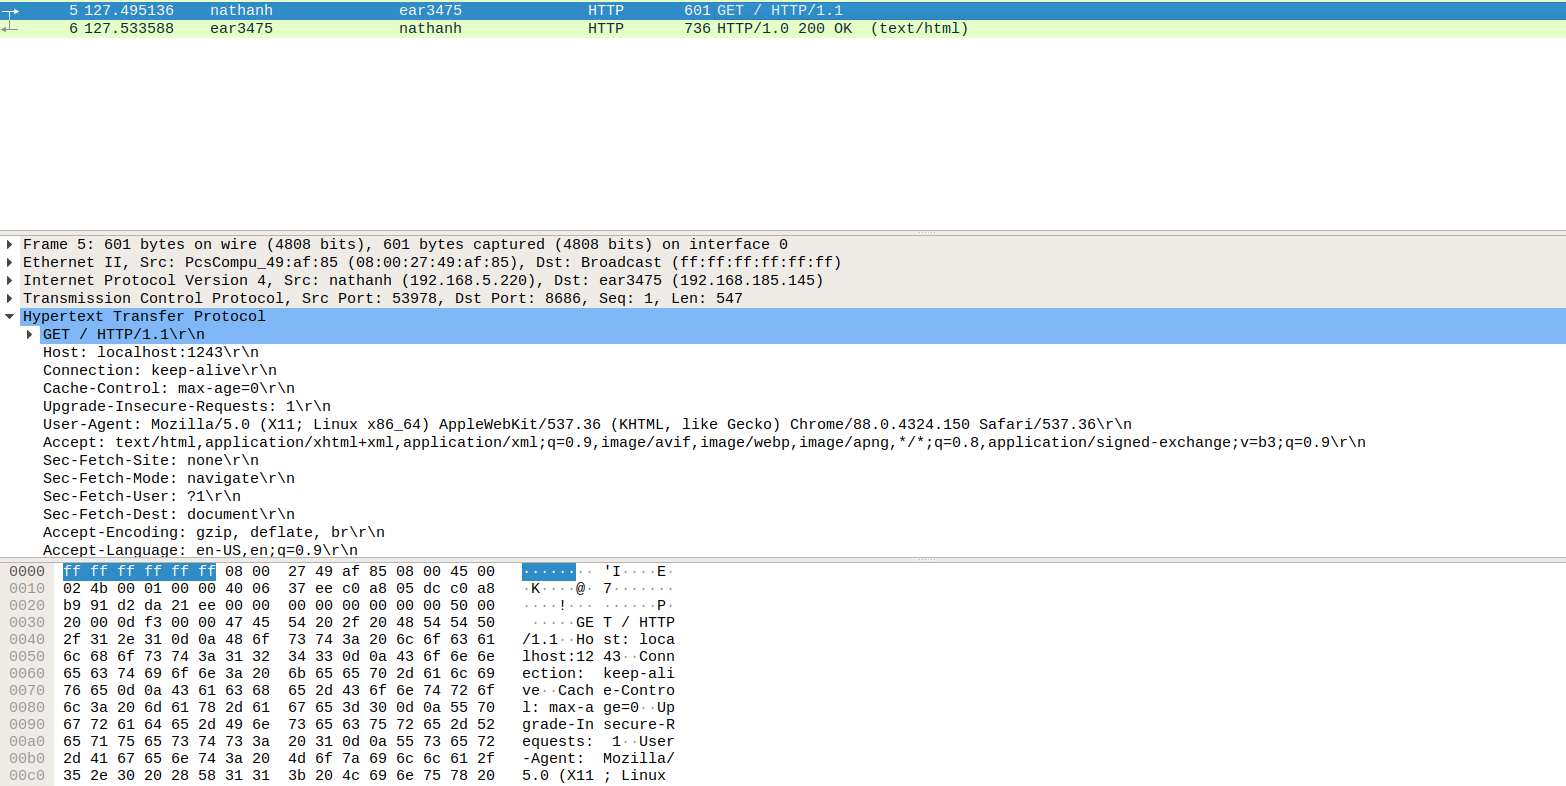 5 127.495136 nathanh ear3475 HTTP 601 GET / HTTP/1.1
6 127.533588 ear3475 nathanh HTTP 736 HTTP/1.0 200 OK (text/html)
Frame 5: 601 bytes on wire (4808 bits), 601 bytes captured (4808 bits) on interface 0
Ethernet II, Src: PcsCompu_49:af:85 (08:00:27:49:af:85), Dst: Broadcast (ff:ff:ff:ff:ff:ff)
Internet Protocol Version 4, Src: nathanh (192.168.5.220), Dst: ear3475 (192.168.185.145)
Transmission Control Protocol, Src Port: 53978, Dst Port: 8686, Seq: 1, Len: 547
Hypertext Transfer Protocol
GET / HTTP/1.1\r\n
Host: localhost:1243\r\n
Connection: keep-alive\r\n
Cache-Control: max-age=0\r\n
Upgrade-Insecure-Requests: 1\r\n
User-Agent: Mozilla/5.0 (X11; Linux x86_64) AppleWebKit/537.36 (KHTML, like Gecko) Chrome/88.0.4324.150 Safari/537.36\r\n
Accept: text/html,application/xhtml+xml,application/xml;q=0.9,image/avif,image/webp,image/apng,*/*;q=0.8,application/signed-exchange;v=b3;q=0.9\r\n
Sec-Fetch-Site: none\r\n
Sec-Fetch-Mode: navigate\r\n
Sec-Fetch-User: ?1\r\n
Sec-Fetch-Dest: document\r\n
Accept-Encoding: gzip, deflate, br\r\n
Accept-Language: en-US,en;q=0.9\r\n
0000 ff ff ff ff ff ff 08 00 27 49 af 85 08 00 45 00 ········ 'I····E·
0010 02 4b 00 01 00 00 40 06 37 ee c0 a8 05 dc c0 a8 ·K····@· 7·······
0020 b9 91 d2 da 21 ee 00 00 00 00 00 00 00 00 50 00 ····!··· ······P·
0030 20 00 0d f3 00 00 47 45 54 20 2f 20 48 54 54 50 ·····GE T / HTTP
0040 2f 31 2e 31 0d 0a 48 6f 73 74 3a 20 6c 6f 63 61 /1.1··Ho st: loca
0050 6c 68 6f 73 74 3a 31 32 34 33 0d 0a 43 6f 6e 6e lhost:12 43··Conn
0060 65 63 74 69 6f 6e 3a 20 6b 65 65 70 2d 61 6c 69 ection: keep-ali
0070 76 65 0d 0a 43 61 63 68 65 2d 43 6f 6e 74 72 6f ve··Cach e-Contro
0080 6c 3a 20 6d 61 78 2d 61 67 65 3d 30 0d 0a 55 70 l: max-a ge=0··Up
0090 67 72 61 64 65 2d 49 6e 73 65 63 75 72 65 2d 52 grade-In secure-R
00a0 65 71 75 65 73 74 73 3a 20 31 0d 0a 55 73 65 72 equests: 1··User
00b0 2d 41 67 65 6e 74 3a 20 4d 6f 7a 69 6c 6c 61 2f -Agent: Mozilla/
00c0 35 2e 30 20 28 58 31 31 3b 20 4c 69 6e 75 78 20 5.0 (X11 ; Linux